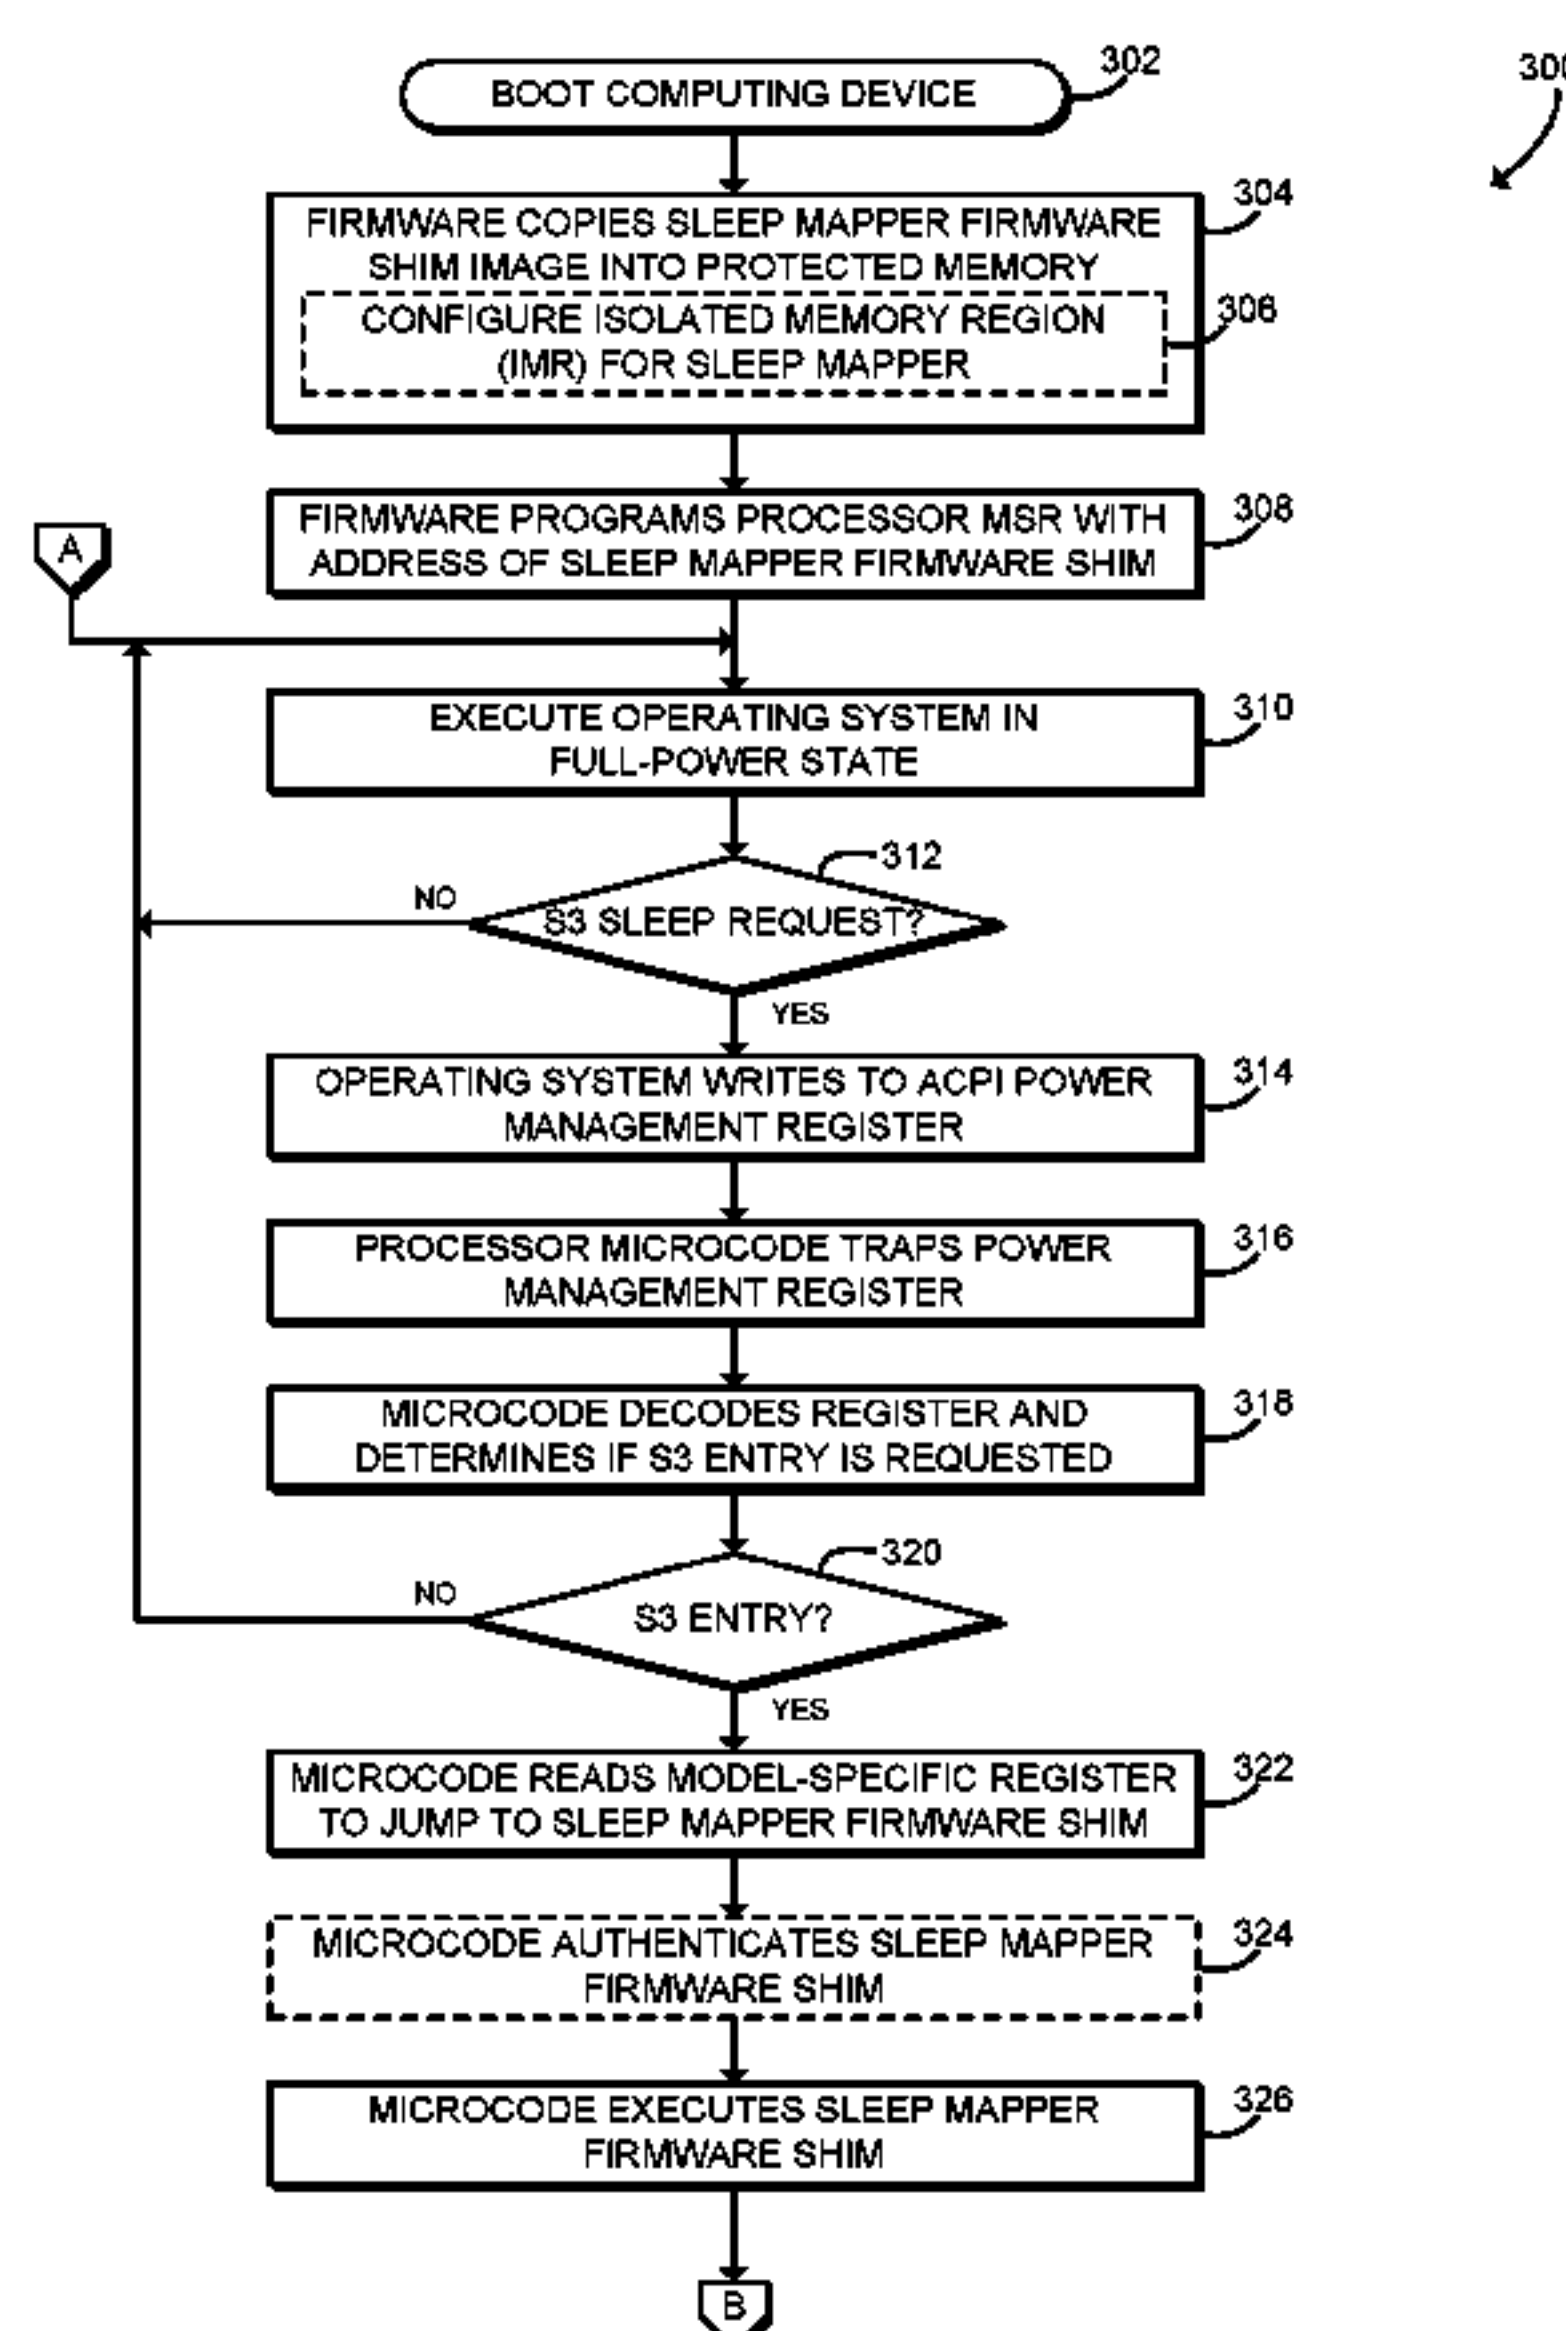 302
BOOT COMPUTING DEVICE
300
304
FIRMWARE COPIES SLEEP MAPPER FIRMWARE
SHIM IMAGE INTO PROTECTED MEMORY
306
CONFIGURE ISOLATED MEMORY REGION
(IMR) FOR SLEEP MAPPER
308
FIRMWARE PROGRAMS PROCESSOR MSR WITH
ADDRESS OF SLEEP MAPPER FIRMWARE SHIM
A
310
EXECUTE OPERATING SYSTEM IN
FULL-POWER STATE
312
NO
S3 SLEEP REQUEST?
YES
314
OPERATING SYSTEM WRITES TO ACPI POWER
MANAGEMENT REGISTER
316
PROCESSOR MICROCODE TRAPS POWER
MANAGEMENT REGISTER
318
MICROCODE DECODES REGISTER AND
DETERMINES IF S3 ENTRY IS REQUESTED
320
NO
S3 ENTRY?
YES
322
MICROCODE READS MODEL-SPECIFIC REGISTER
TO JUMP TO SLEEP MAPPER FIRMWARE SHIM
324
MICROCODE AUTHENTICATES SLEEP MAPPER
FIRMWARE SHIM
326
MICROCODE EXECUTES SLEEP MAPPER
FIRMWARE SHIM
B